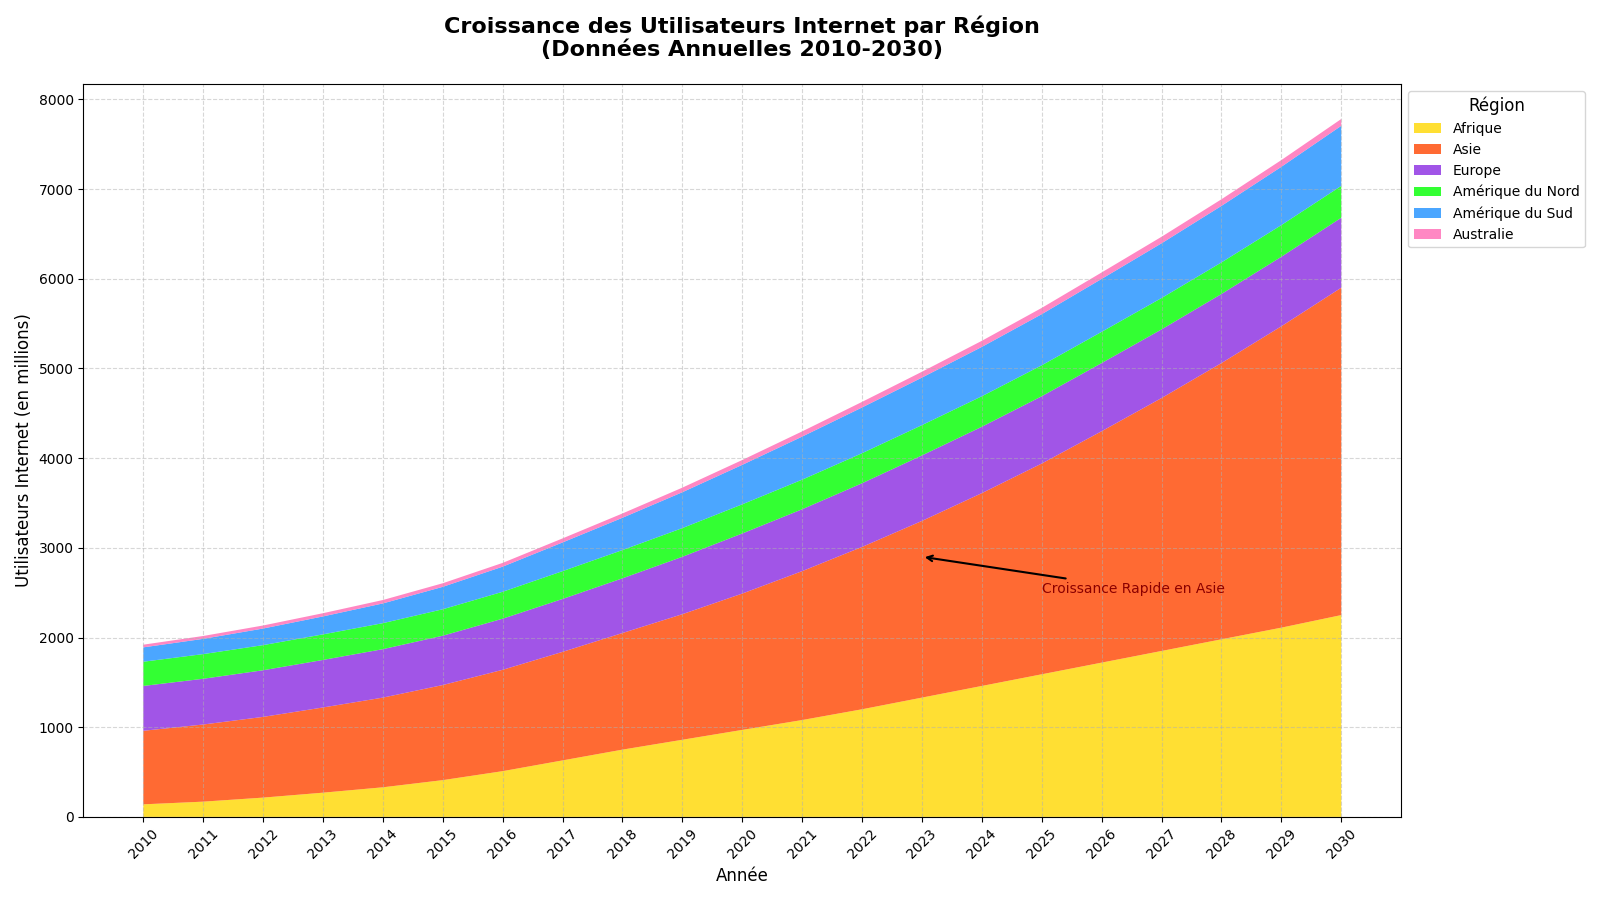 Croissance des Utilisateurs Internet par Région
(Données Annuelles 2010-2030)
Utilisateurs Internet (en millions)
8000
7000
6000
5000
4000
3000
2000
1000
0
Croissance Rapide en Asie
2010
2011
2012
2013
2014
2015
2016
2017
2018
2019
2020
2021
2022
2023
2024
2025
2026
2027
2028
2029
2030
Année
Région
Afrique
Asie
Europe
Amérique du Nord
Amérique du Sud
Australie